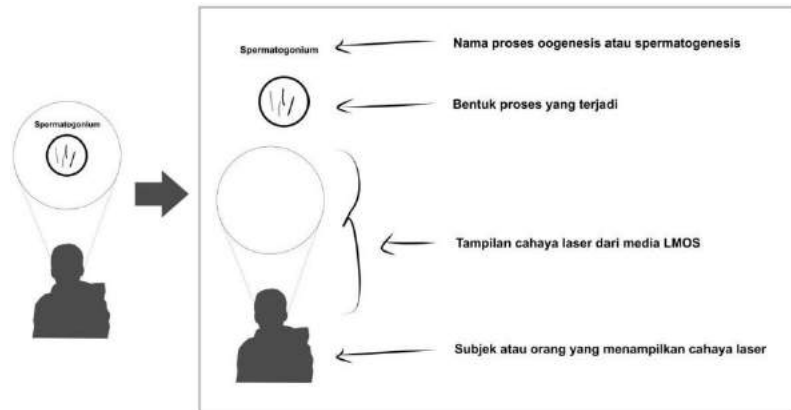 Spermatogonium
Spermatogonium
Nama proses oogenesis atau spermatogenesis
Bentuk proses yang terjadi
Tampilan cahaya laser dari media LMOS
Subjek atau orang yang menampilkan cahaya laser